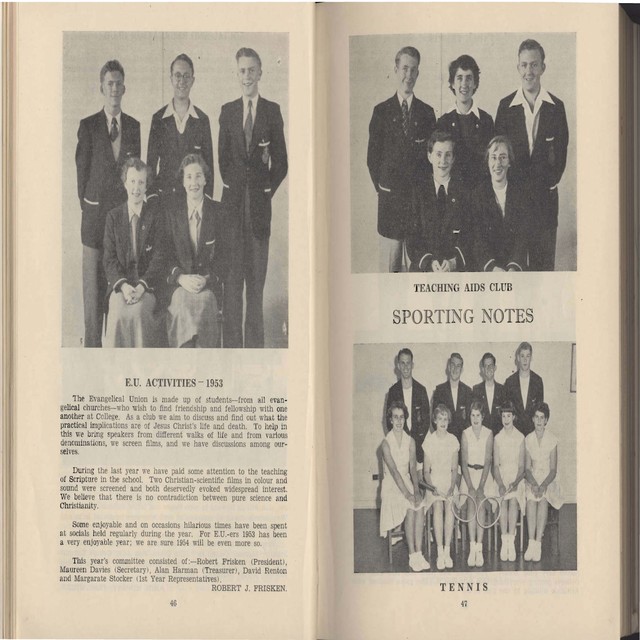 E.U. ACTIVITIES – 1953
The Evangelical Union is made up of students—from all evan-
gelical churches—who wish to find friendship and fellowship with one
another at College. As a club we aim to discuss and find out what the
practical implications are of Jesus Christ's life and death. To help in
this we bring speakers from different walks of life and from various
denominations, we screen films, and we have discussions among our-
selves.
During the last year we have paid some attention to the teaching
of Scripture in the school. Two Christian-scientific films in colour and
sound were screened and both deservedly evoked widespread interest.
We believe that there is no contradiction between pure science and
Christianity.
Some enjoyable and on occasions hilarious times have been spent
at socials held regularly during the year. For E.U.-ers 1953 has been
a very enjoyable year; we are sure 1954 will be even more so.
This year's committee consisted of:—Robert Frisken (President),
Maureen Davies (Secretary), Alan Harman (Treasurer), David Renton
and Margarate Stocker (1st Year Representatives).
ROBERT J. FRISKEN.
46
TEACHING AIDS CLUB
SPORTING NOTES
TENNIS
47